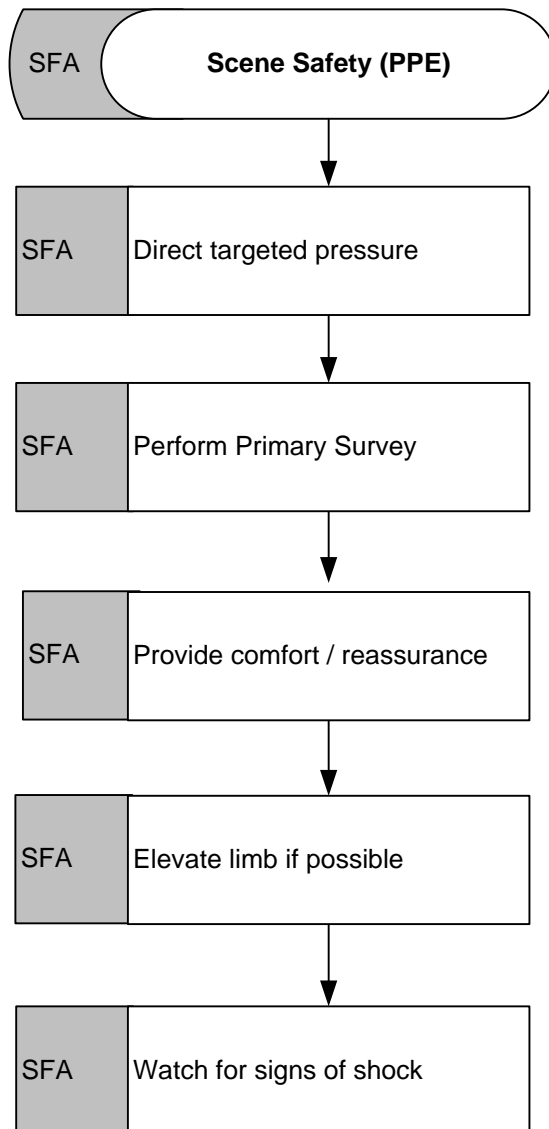 SFA Scene Safety (PPE)
SFA Direct targeted pressure
SFA Perform Primary Survey
SFA Provide comfort / reassurance
SFA Elevate limb if possible
SFA Watch for signs of shock